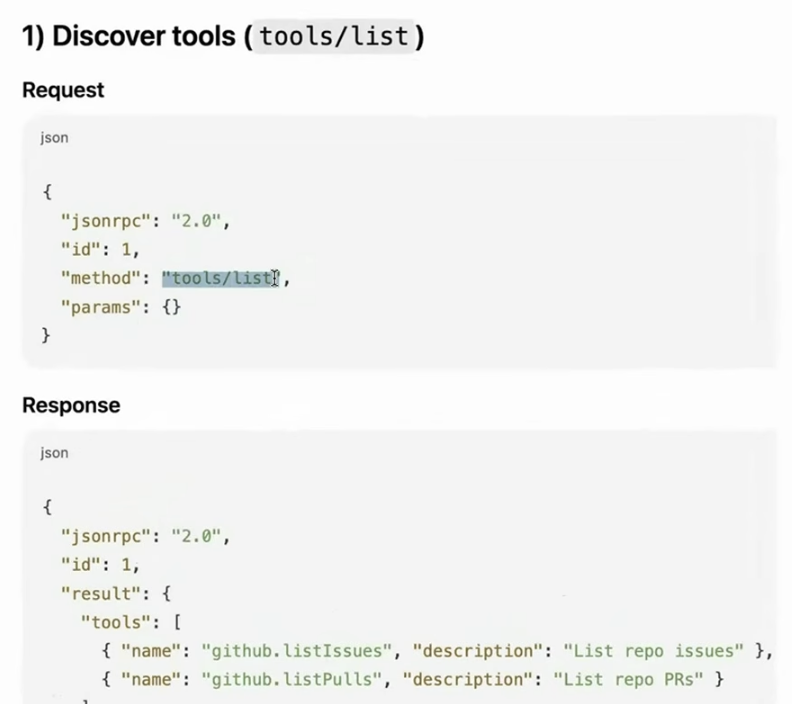 1) Discover tools (tools/list)
Request
json
{
"jsonrpc": "2.0",
"id": 1,
"method": "tools/list",
"params": {}
}
Response
json
{
"jsonrpc": "2.0",
"id": 1,
"result": {
"tools": [
{ "name": "github.listIssues", "description": "List repo issues" },
{ "name": "github.listPulls", "description": "List repo PRs" }